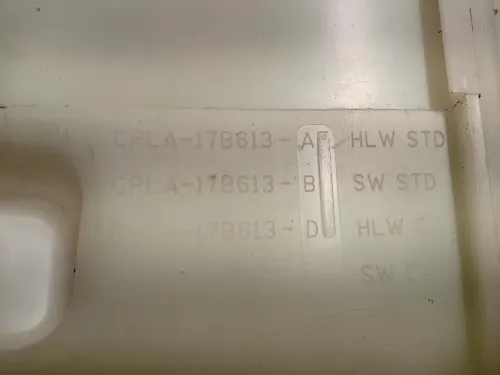 CPLA-17B613-A HLW STD
CPLA-17B613-B SW STD
17B613-D HLW
SW